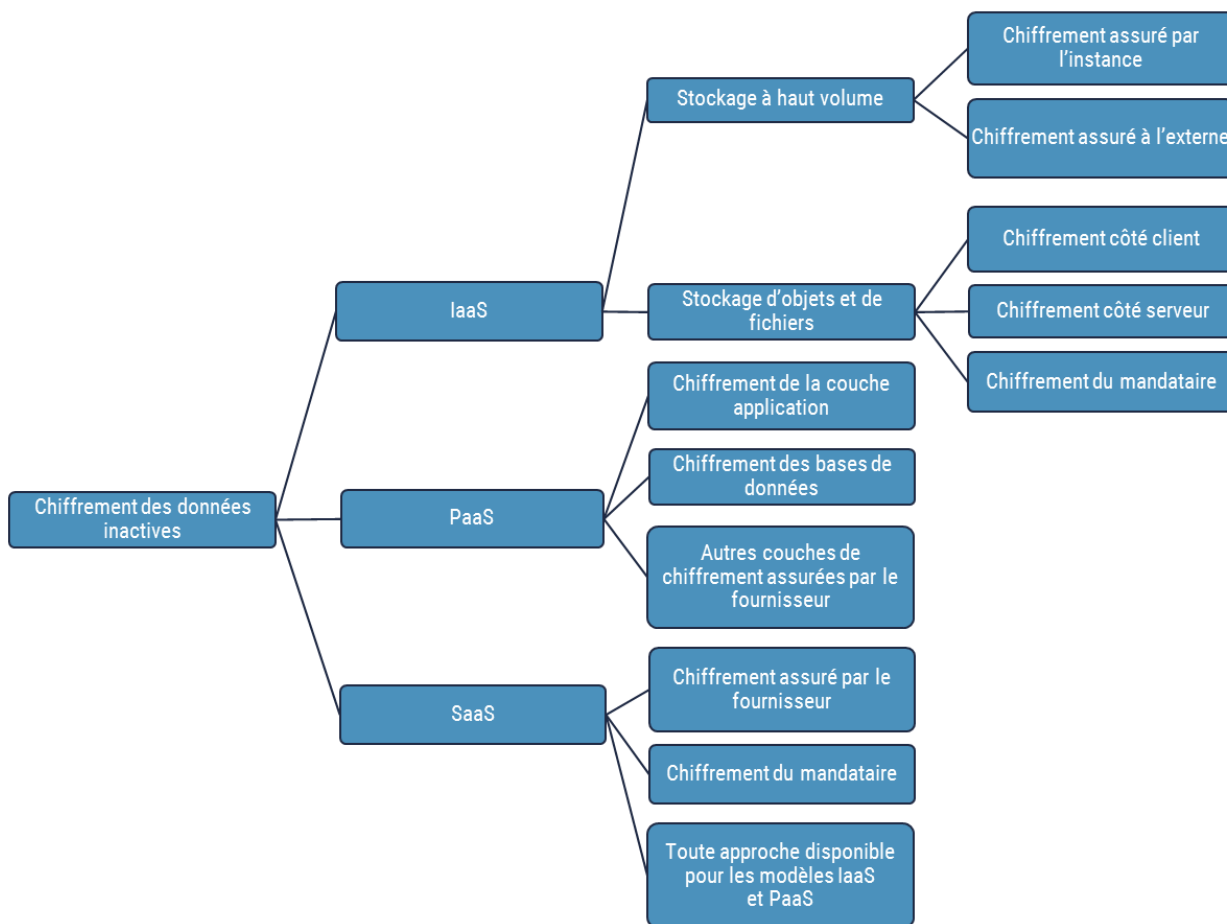 Chiffrement assuré par
l'instance
Stockage à haut volume
Chiffrement assuré à l'externe
Chiffrement côté client
IaaS
Stockage d'objets et de
fichiers
Chiffrement côté serveur
Chiffrement du mandataire
Chiffrement de la couche
application
Chiffrement des bases de
données
Chiffrement des données
inactives
PaaS
Autres couches de
chiffrement assurées par le
fournisseur
Chiffrement assuré par le
fournisseur
SaaS
Chiffrement du mandataire
Toute approche disponible
pour les modèles IaaS
et PaaS